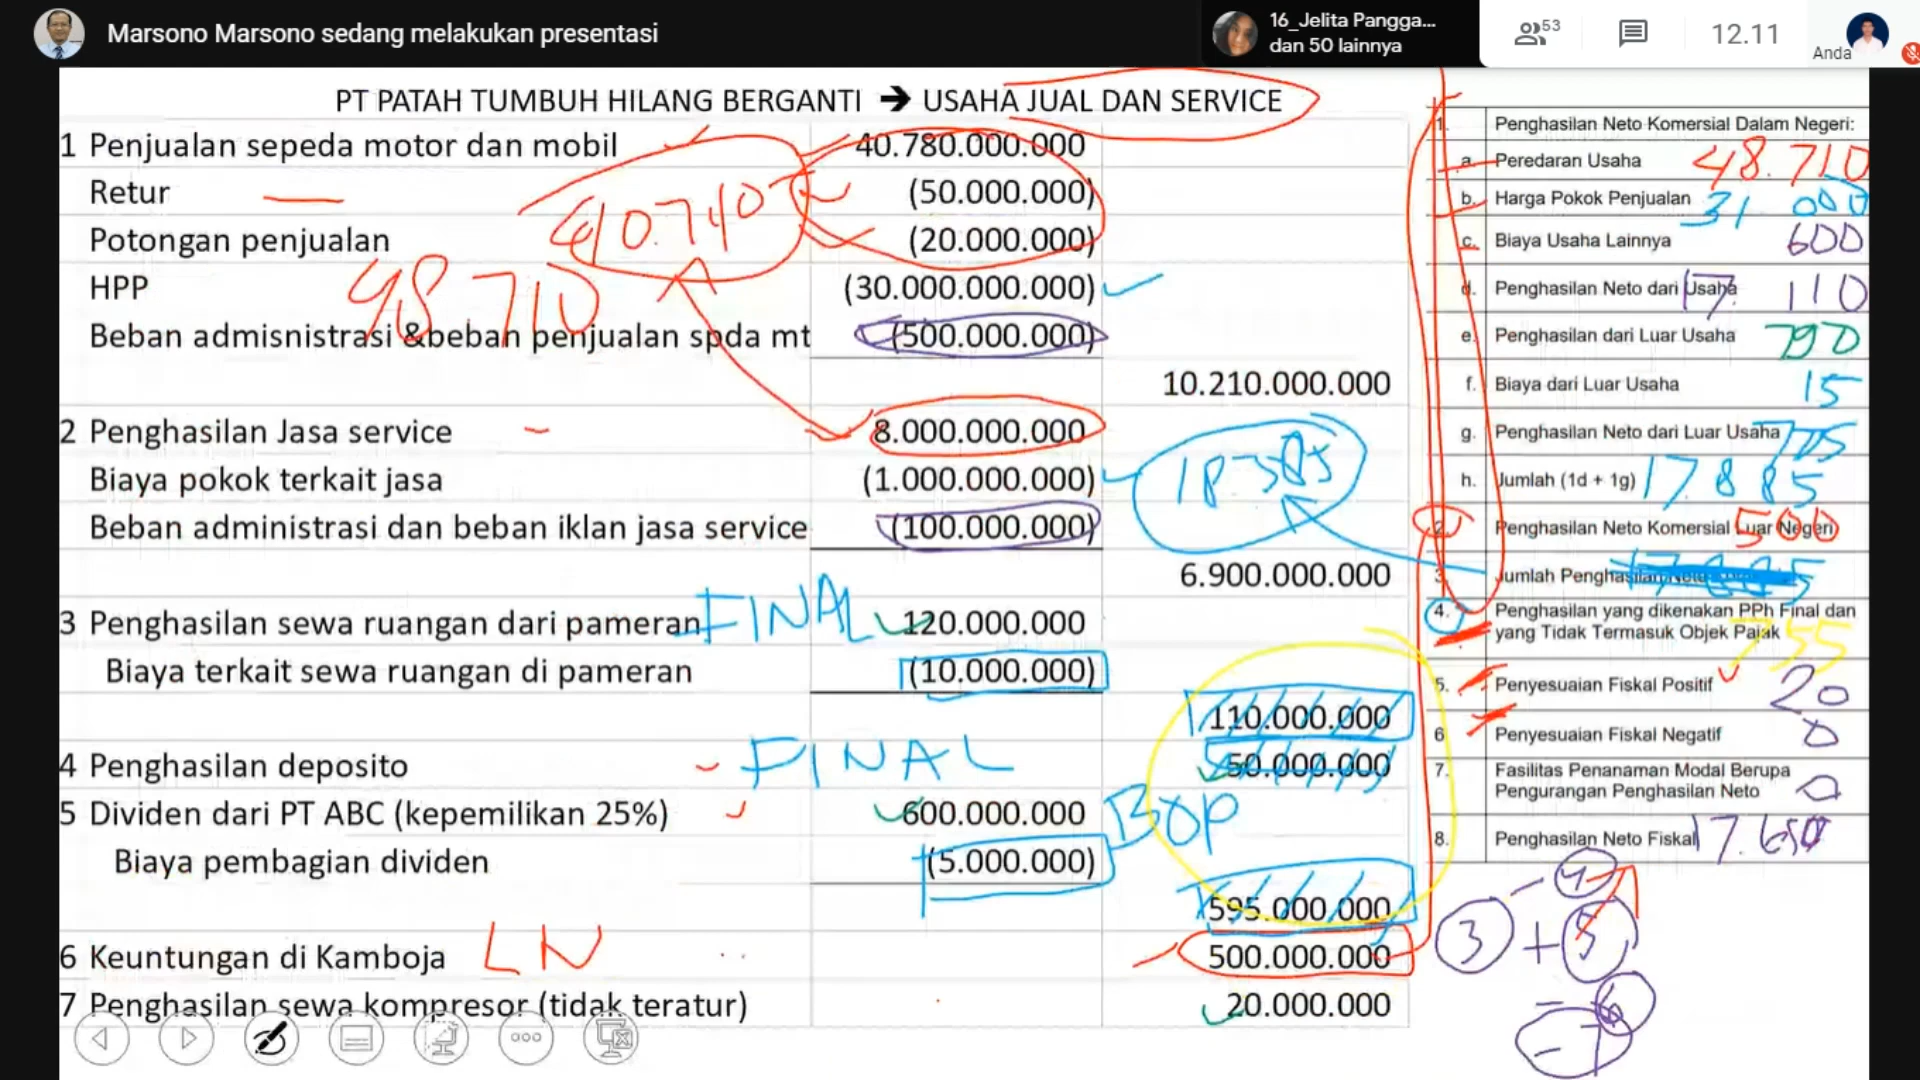 Marsono Marsono sedang melakukan presentasi
16_Jelita Pangga...
dan 50 lainnya
53
12.11
Anda
PT PATAH TUMBUH HILANG BERGANTI ➔ USAHA JUAL DAN SERVICE
1 Penjualan sepeda motor dan mobil 40.780.000.000
Retur (50.000.000)
40.740
Potongan penjualan (20.000.000)
HPP (30.000.000.000)
48 710
Beban admisnistrasi &beban penjualan spda mt (500.000.000)
10.210.000.000
2 Penghasilan Jasa service 8.000.000.000
Biaya pokok terkait jasa (1.000.000.000)
18385
Beban administrasi dan beban iklan jasa service (100.000.000)
6.900.000.000
3 Penghasilan sewa ruangan dari pameran FINAL 120.000.000
Biaya terkait sewa ruangan di pameran (10.000.000)
110.000.000
4 Penghasilan deposito FINAL 50.000.000
5 Dividen dari PT ABC (kepemilikan 25%) 600.000.000 BOP
Biaya pembagian dividen (5.000.000)
595.000.000
6 Keuntungan di Kamboja LN 500.000.000
7 Penghasilan sewa kompresor (tidak teratur) 20.000.000
1. Penghasilan Neto Komersial Dalam Negeri:
a. Peredaran Usaha 48.710
b. Harga Pokok Penjualan 31 000
c. Biaya Usaha Lainnya 600
d. Penghasilan Neto dari Usaha 17 110
e. Penghasilan dari Luar Usaha 790
f. Biaya dari Luar Usaha 15
g. Penghasilan Neto dari Luar Usaha 775
h. Jumlah (1d + 1g) 17.885
2. Penghasilan Neto Komersial Luar Negeri 500
3. Jumlah Penghasilan Neto
4. Penghasilan yang dikenakan PPh Final dan
yang Tidak Termasuk Objek Pajak 755
5. Penyesuaian Fiskal Positif 20
6 Penyesuaian Fiskal Negatif 0
7. Fasilitas Penanaman Modal Berupa
Pengurangan Penghasilan Neto 0
8. Penghasilan Neto Fiskal 17.650
3 - 4
+ 5
- 6
- 7